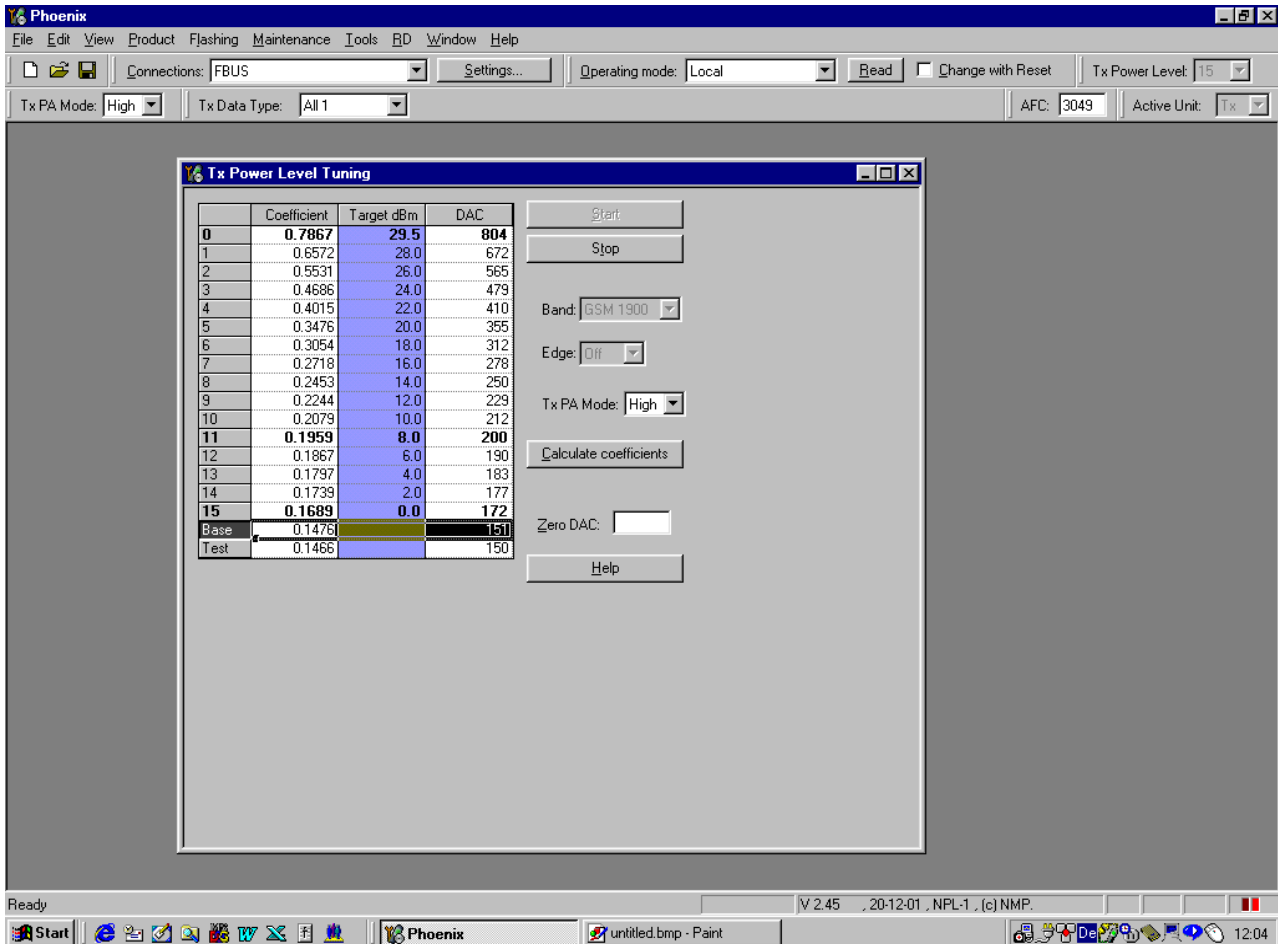 Phoenix
File Edit View Product Flashing Maintenance Tools RD Window Help
Connections: FBUS Settings... Operating mode: Local Read Change with Reset Tx Power Level: 15
Tx PA Mode: High Tx Data Type: All 1 AFC: 3049 Active Unit: Tx
Tx Power Level Tuning
Coefficient Target dBm DAC
0 0.7867 29.5 804
1 0.6572 28.0 672
2 0.5531 26.0 565
3 0.4686 24.0 479
4 0.4015 22.0 410
5 0.3476 20.0 355
6 0.3054 18.0 312
7 0.2718 16.0 278
8 0.2453 14.0 250
9 0.2244 12.0 229
10 0.2079 10.0 212
11 0.1959 8.0 200
12 0.1867 6.0 190
13 0.1797 4.0 183
14 0.1739 2.0 177
15 0.1689 0.0 172
Base 0.1476 151
Test 0.1466 150
Start
Stop
Band: GSM 1900
Edge: Off
Tx PA Mode: High
Calculate coefficients
Zero DAC:
Help
Ready V 2.45 , 20-12-01 , NPL-1 , (c) NMP.
Start Phoenix untitled.bmp - Paint De 12:04